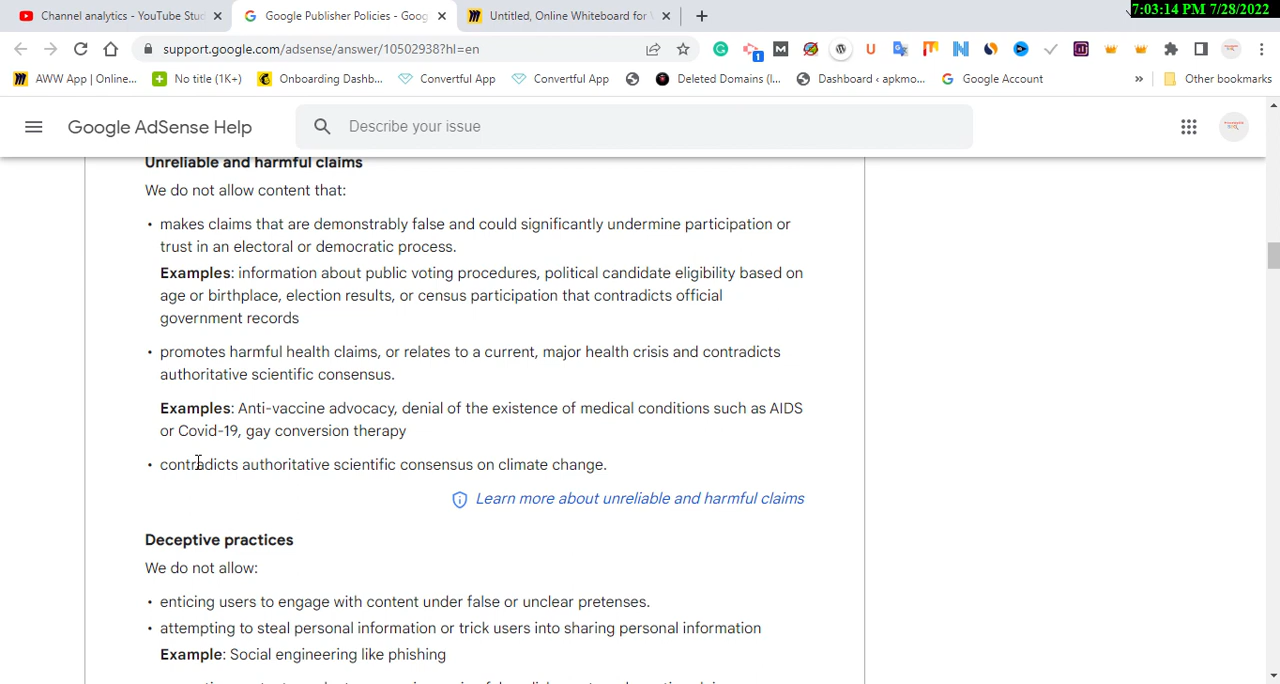 7:03:14 PM 7/28/2022
Channel analytics - YouTube Stud
Google Publisher Policies - Goog
Untitled, Online Whiteboard for V
support.google.com/adsense/answer/10502938?hl=en
AWW App | Online...
No title (1K+)
Onboarding Dashb...
Convertful App
Convertful App
Deleted Domains (l...
Dashboard ‹ apkmo...
Google Account
»
Other bookmarks
Google AdSense Help
Describe your issue
Unreliable and harmful claims
We do not allow content that:
• makes claims that are demonstrably false and could significantly undermine participation or
trust in an electoral or democratic process.
Examples: information about public voting procedures, political candidate eligibility based on
age or birthplace, election results, or census participation that contradicts official
government records
• promotes harmful health claims, or relates to a current, major health crisis and contradicts
authoritative scientific consensus.
Examples: Anti-vaccine advocacy, denial of the existence of medical conditions such as AIDS
or Covid-19, gay conversion therapy
• contradicts authoritative scientific consensus on climate change.
Learn more about unreliable and harmful claims
Deceptive practices
We do not allow:
• enticing users to engage with content under false or unclear pretenses.
• attempting to steal personal information or trick users into sharing personal information
Example: Social engineering like phishing